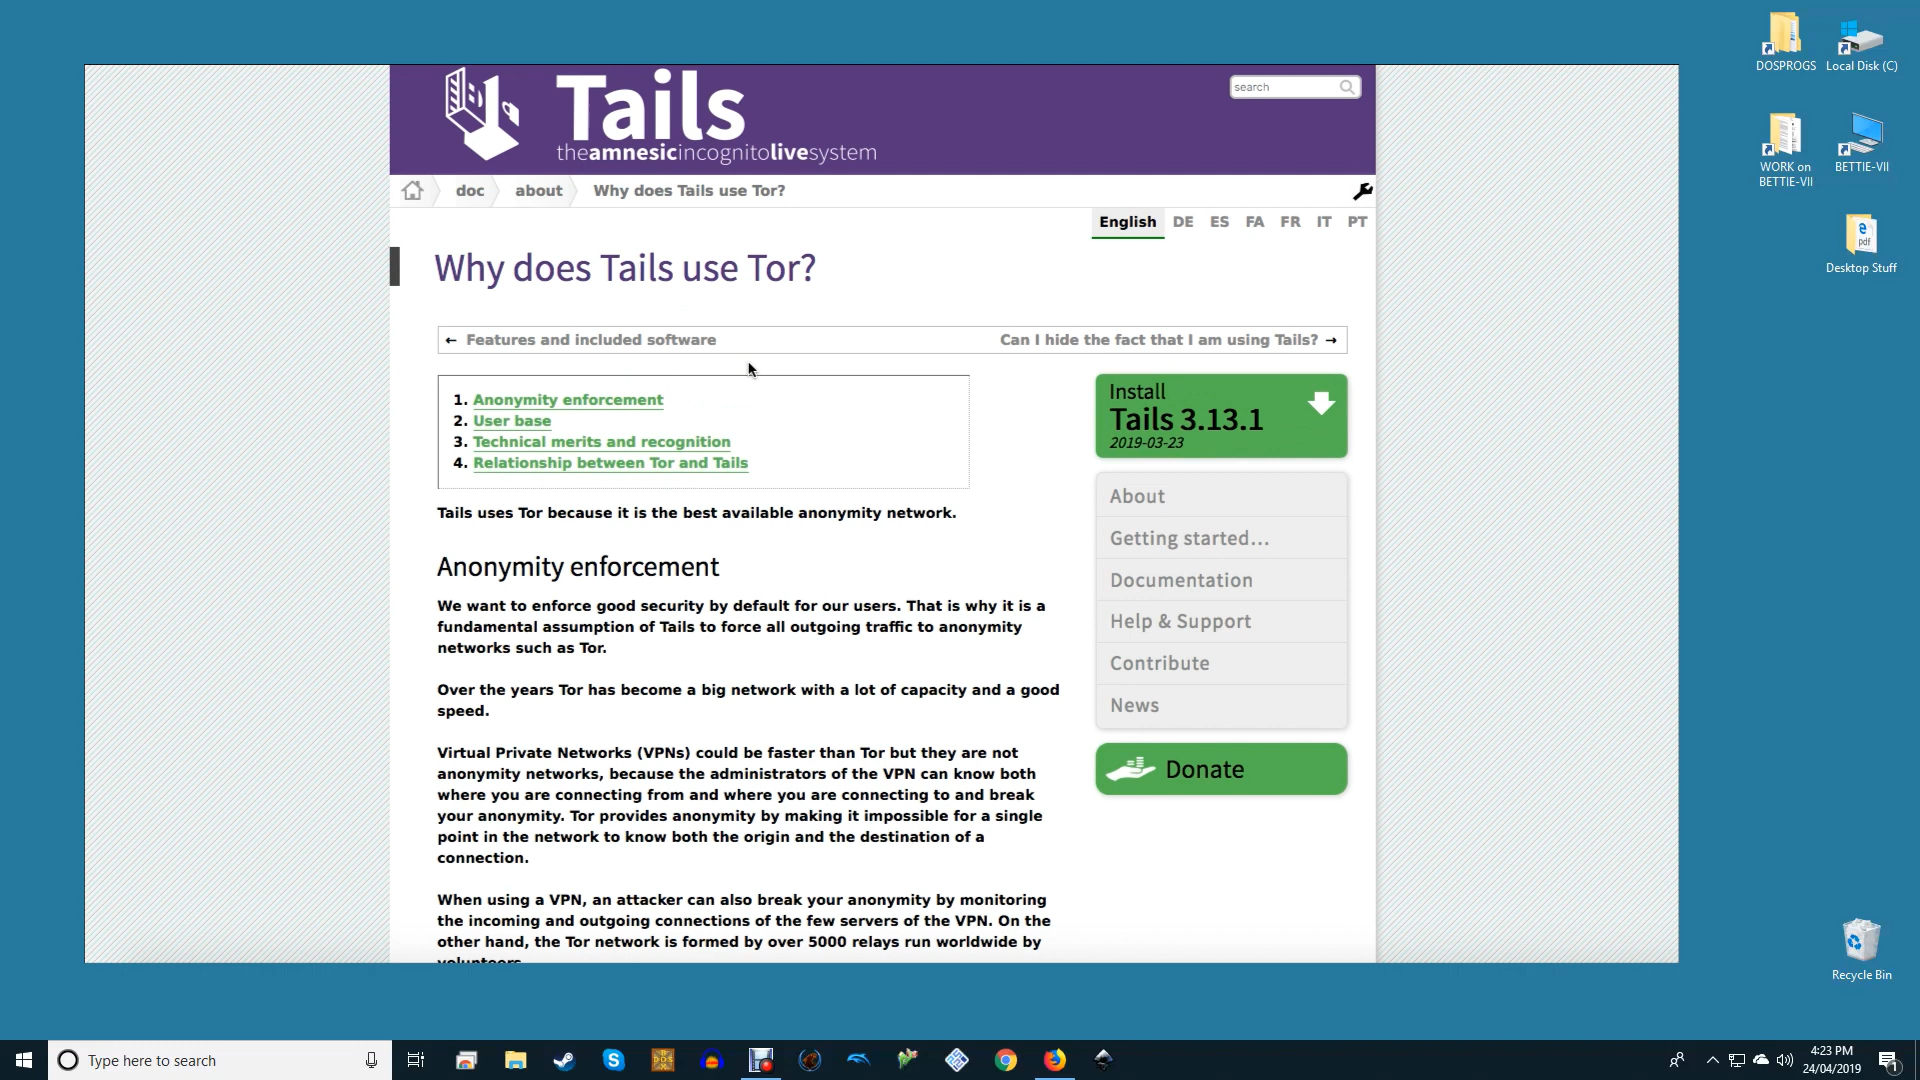 Tails
theamnesicincognitolivesystem
search
doc
about
Why does Tails use Tor?
English DE ES FA FR IT PT
Why does Tails use Tor?
← Features and included software
Can I hide the fact that I am using Tails? →
1. Anonymity enforcement
2. User base
3. Technical merits and recognition
4. Relationship between Tor and Tails
Tails uses Tor because it is the best available anonymity network.
Anonymity enforcement
We want to enforce good security by default for our users. That is why it is a
fundamental assumption of Tails to force all outgoing traffic to anonymity
networks such as Tor.
Over the years Tor has become a big network with a lot of capacity and a good
speed.
Virtual Private Networks (VPNs) could be faster than Tor but they are not
anonymity networks, because the administrators of the VPN can know both
where you are connecting from and where you are connecting to and break
your anonymity. Tor provides anonymity by making it impossible for a single
point in the network to know both the origin and the destination of a
connection.
When using a VPN, an attacker can also break your anonymity by monitoring
the incoming and outgoing connections of the few servers of the VPN. On the
other hand, the Tor network is formed by over 5000 relays run worldwide by
volunteers.
Install
Tails 3.13.1
2019-03-23
About
Getting started...
Documentation
Help & Support
Contribute
News
Donate
DOSPROGS
Local Disk (C)
WORK on
BETTIE-VII
BETTIE-VII
pdf
Desktop Stuff
Recycle Bin
Type here to search
DOS
4:23 PM
24/04/2019
1